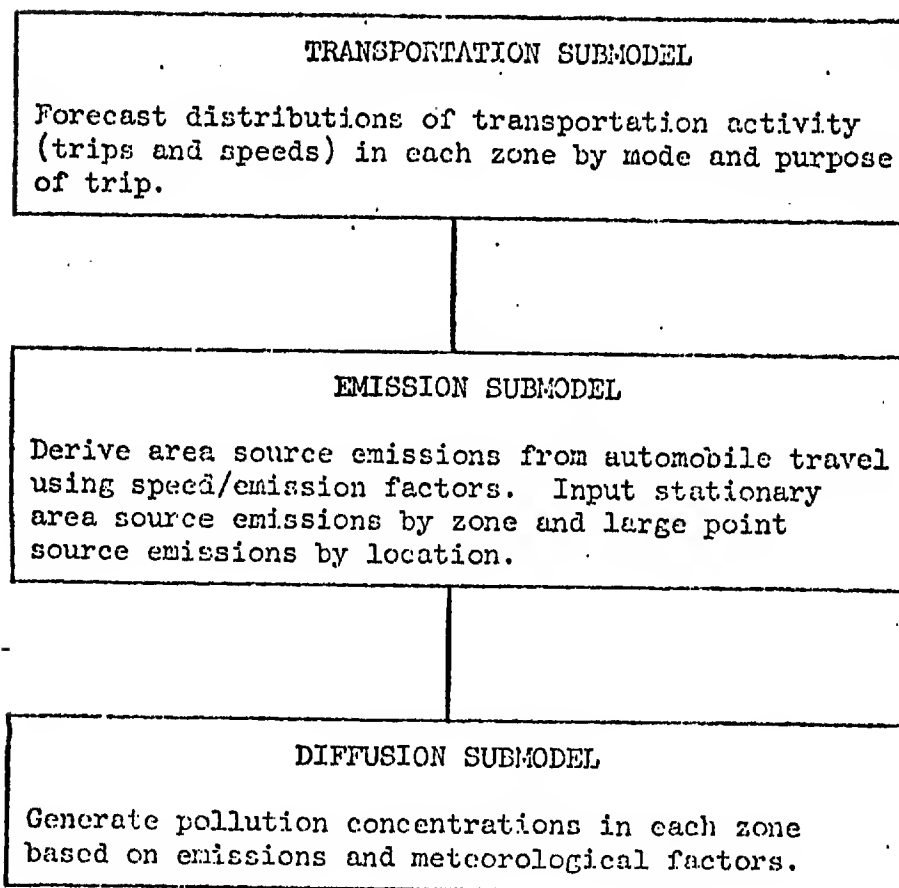 TRANSPORTATION SUBMODEL
Forecast distributions of transportation activity
(trips and speeds) in each zone by mode and purpose
of trip.
EMISSION SUBMODEL
Derive area source emissions from automobile travel
using speed/emission factors. Input stationary
area source emissions by zone and large point
source emissions by location.
DIFFUSION SUBMODEL
Generate pollution concentrations in each zone
based on emissions and meteorological factors.